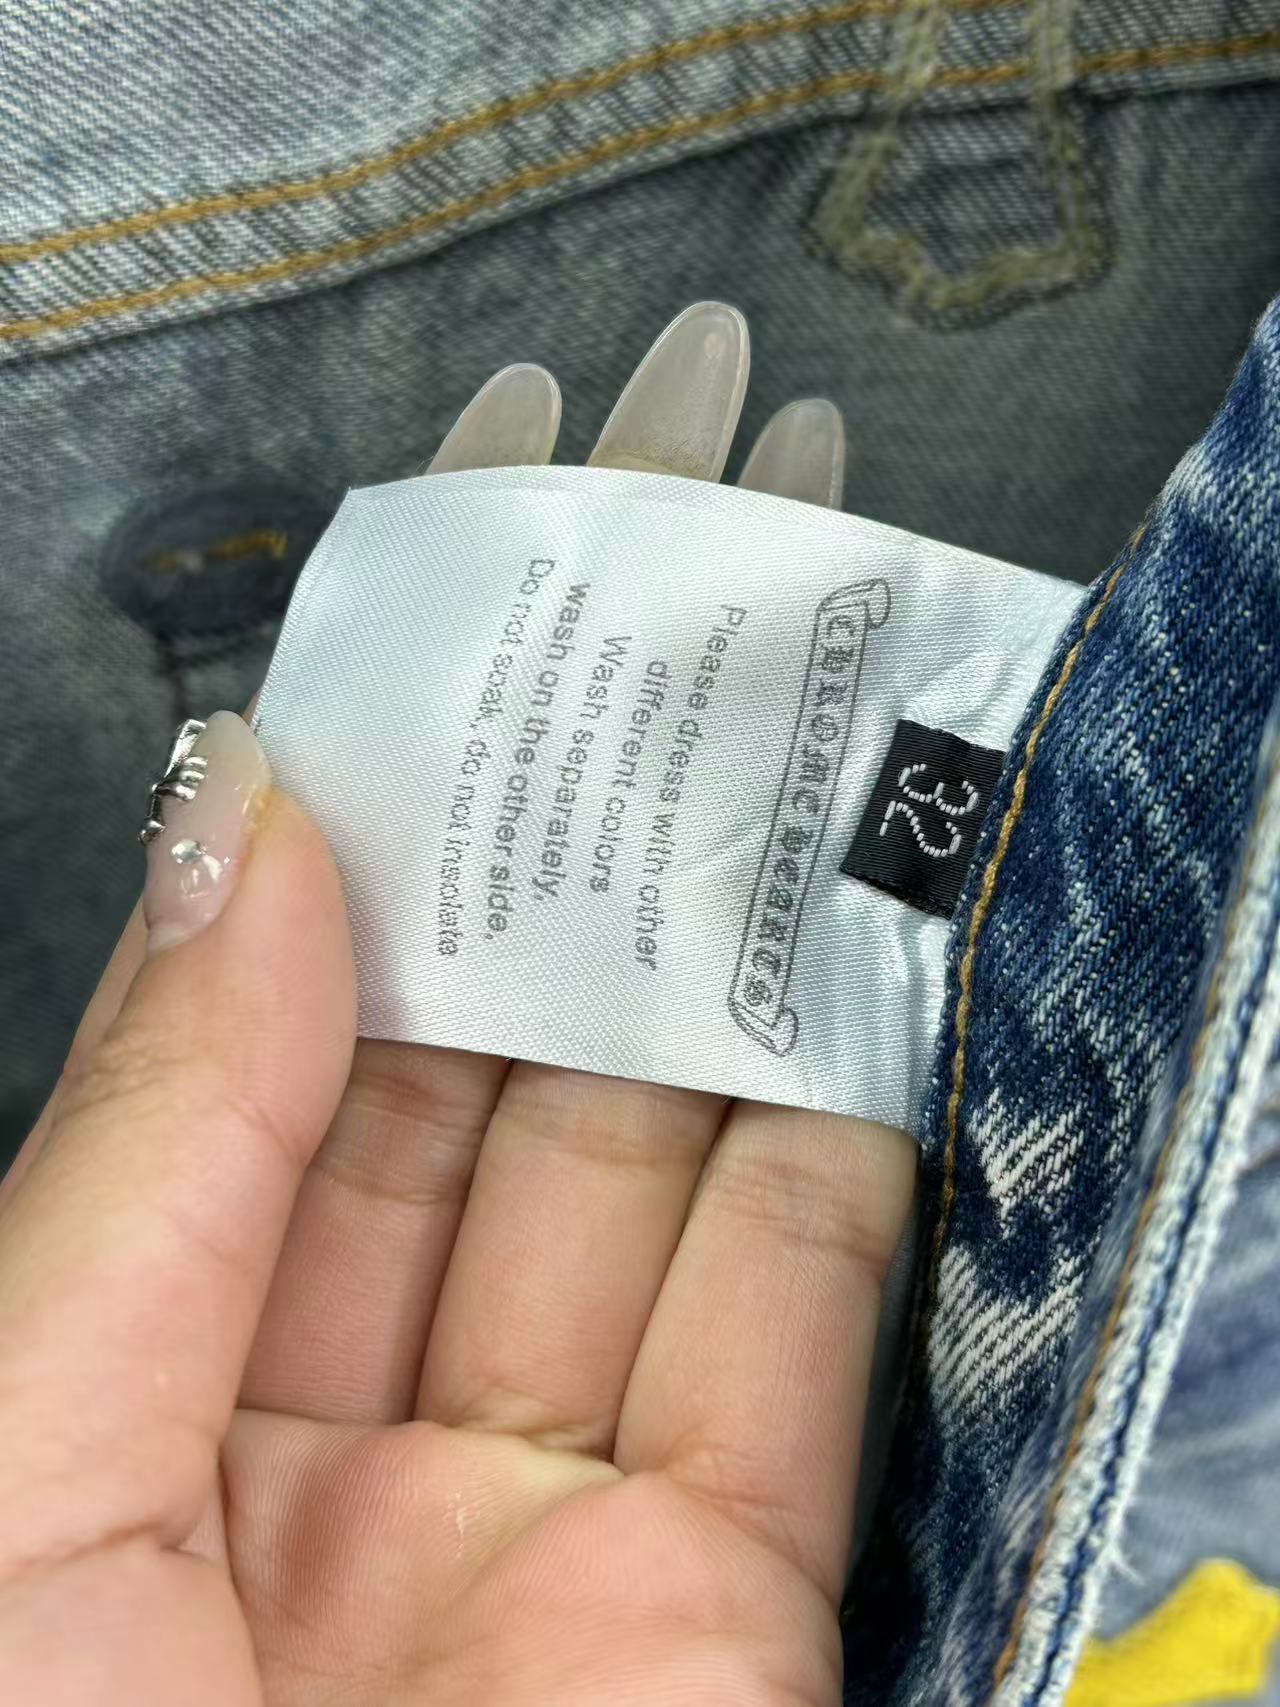 32
CHROME HEARTS
Please dress with other
different colors
Wash separately,
wash on the other side.
Do not soak, do not insolate